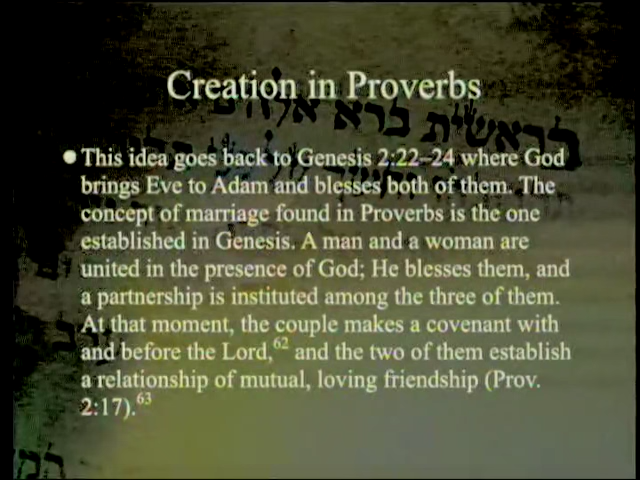 Creation in Proverbs
בראשית ברא אלהים
• This idea goes back to Genesis 2:22–24 where God
brings Eve to Adam and blesses both of them. The
concept of marriage found in Proverbs is the one
established in Genesis. A man and a woman are
united in the presence of God; He blesses them, and
a partnership is instituted among the three of them.
At that moment, the couple makes a covenant with
and before the Lord,62 and the two of them establish
a relationship of mutual, loving friendship (Prov.
2:17).63